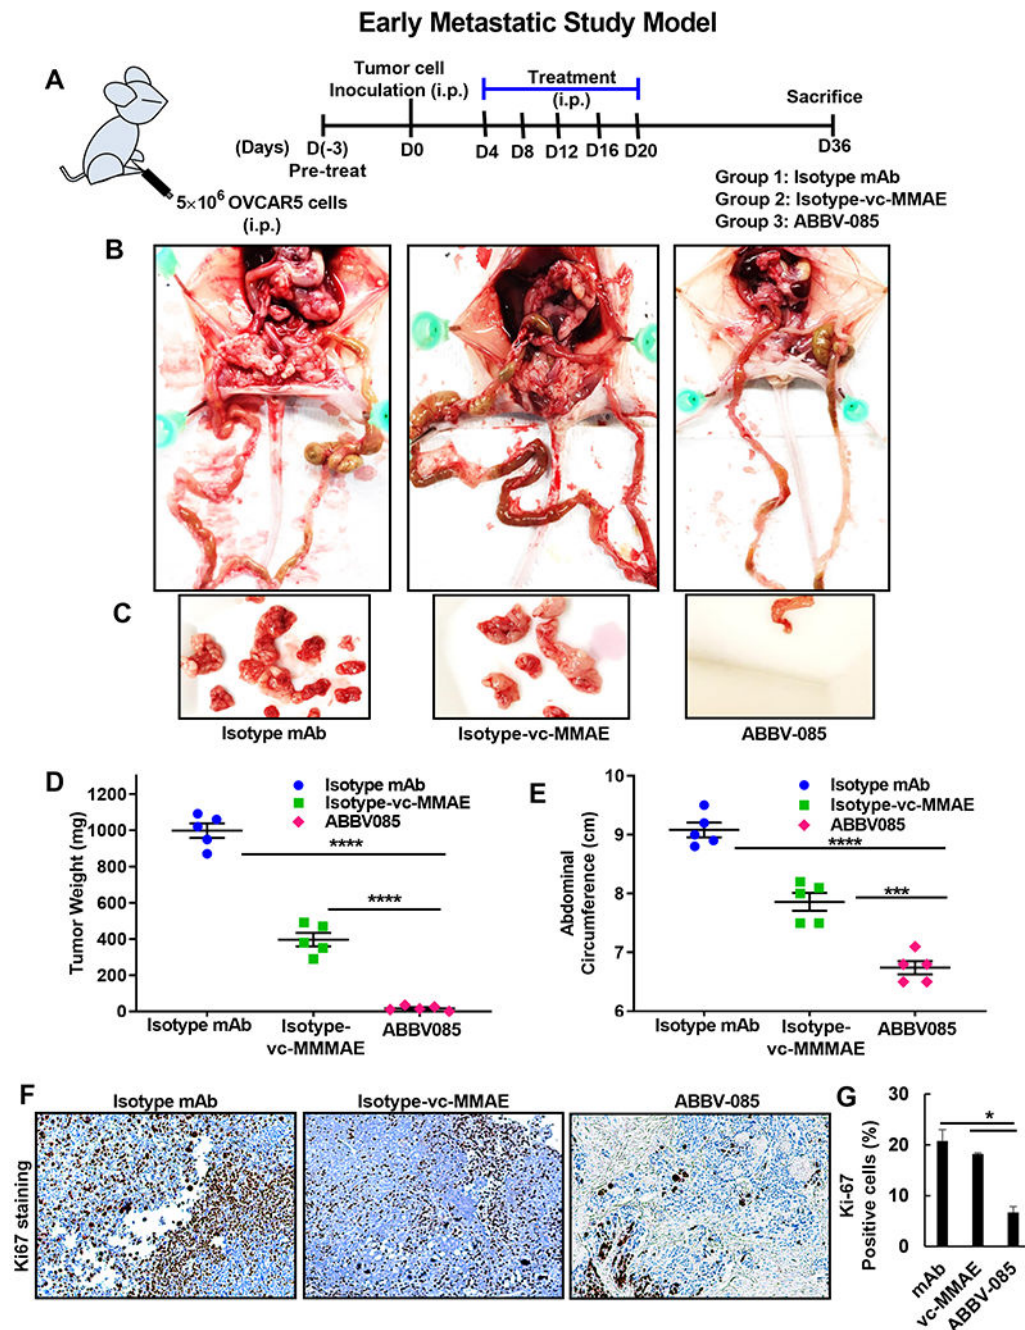 Early Metastatic Study Model
A
Tumor cell
Inoculation (i.p.)
Treatment
(i.p.)
Sacrifice
(Days)
D(-3)
D0
D4
D8
D12
D16
D20
D36
Pre-treat
5×10⁶ OVCAR5 cells
(i.p.)
Group 1: Isotype mAb
Group 2: Isotype-vc-MMAE
Group 3: ABBV-085
B
C
Isotype mAb
Isotype-vc-MMAE
ABBV-085
D
Tumor Weight (mg)
1200
1000
800
600
400
200
0
Isotype mAb
Isotype-vc-MMAE
ABBV085
****
****
Isotype mAb
Isotype-
vc-MMMAE
ABBV085
E
Abdominal
Circumference (cm)
10
9
8
7
6
Isotype mAb
Isotype-vc-MMAE
ABBV085
****
***
Isotype mAb
Isotype-
vc-MMMAE
ABBV085
F
Isotype mAb
Isotype-vc-MMAE
ABBV-085
Ki67 staining
G
Ki-67
Positive cells (%)
30
20
10
0
*
mAb
vc-MMAE
ABBV-085